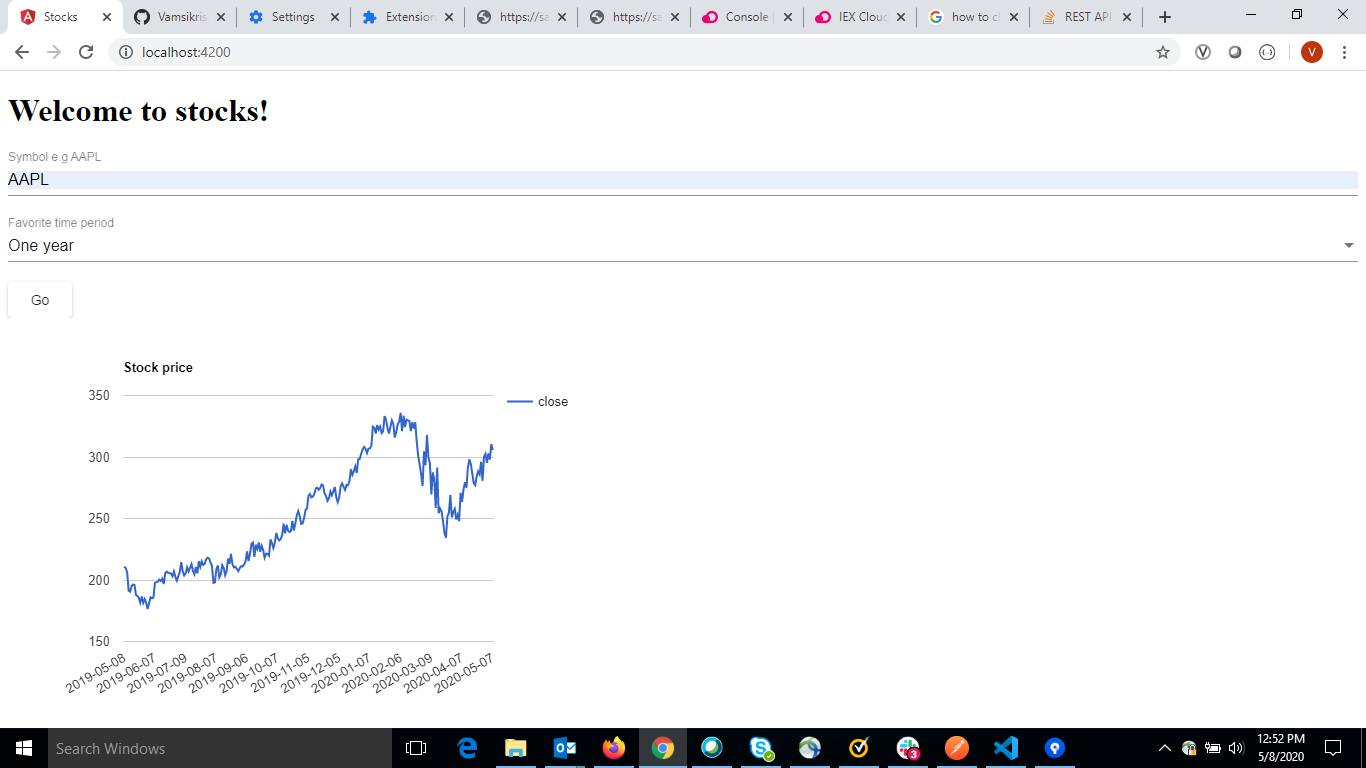 Stocks
Vamsikris
Settings
Extension
https://sa
https://sa
Console |
IEX Cloud
how to cl
REST API
localhost:4200
V
V
Welcome to stocks!
Symbol e.g AAPL
AAPL
Favorite time period
One year
Go
Stock price
close
350
300
250
200
150
2019-05-08
2019-06-07
2019-07-09
2019-08-07
2019-09-06
2019-10-07
2019-11-05
2019-12-05
2020-01-07
2020-02-06
2020-03-09
2020-04-07
2020-05-07
Search Windows
3
12:52 PM
5/8/2020